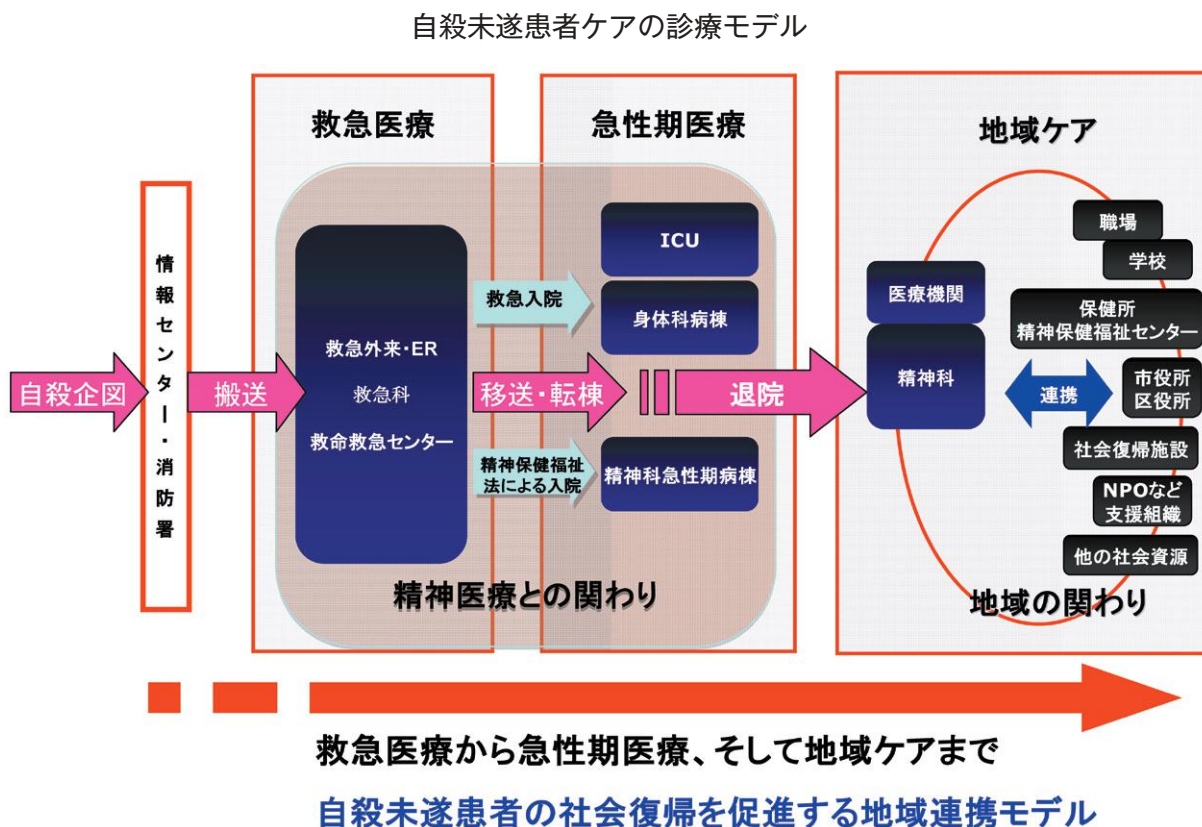 自殺未遂患者ケアの診療モデル
救急医療
急性期医療
地域ケア
情報センター・消防署
自殺企図
搬送
救急外来・ER
救急科
救命救急センター
救急入院
移送・転棟
精神保健福祉
法による入院
ICU
身体科病棟
精神科急性期病棟
精神医療との関わり
退院
医療機関
精神科
連携
職場
学校
保健所
精神保健福祉センター
市役所
区役所
社会復帰施設
NPOなど
支援組織
他の社会資源
地域の関わり
救急医療から急性期医療、そして地域ケアまで
自殺未遂患者の社会復帰を促進する地域連携モデル